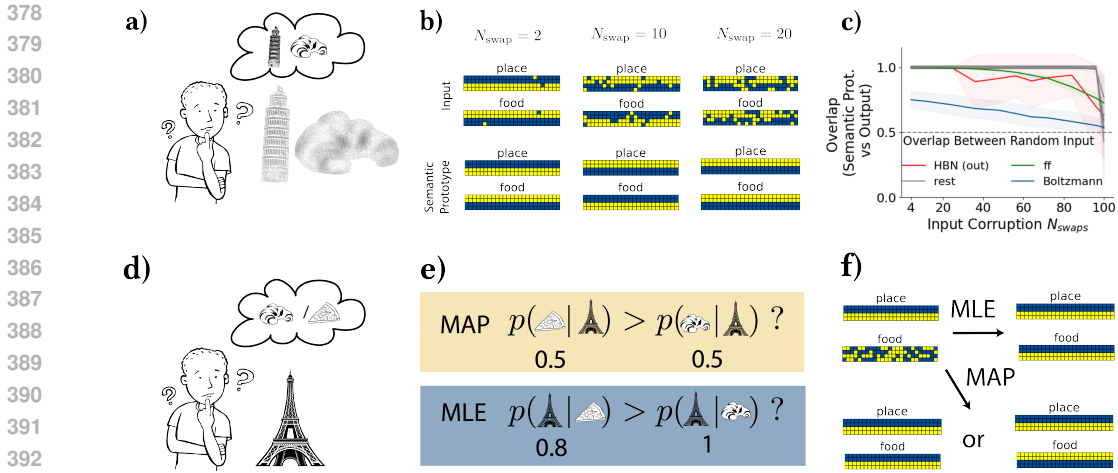 378
379
380
381
382
383
384
385
386
387
388
389
390
391
392
a)
? ?
b)
N_swap = 2 N_swap = 10 N_swap = 20
Input
place place place
food food food
Semantic
Prototype
place place place
food food food
c)
Overlap
(Semantic Prot.
vs Output)
1.0
0.5
0.0
Overlap Between Random Input
HBN (out) ff
rest Boltzmann
4 20 40 60 80 100
Input Corruption N_swaps
d)
/
? ?
e)
MAP p( | ) > p( | ) ?
0.5 0.5
MLE p( | ) > p( | ) ?
0.8 1
f)
place MLE place
food food
MAP
place or place
food food